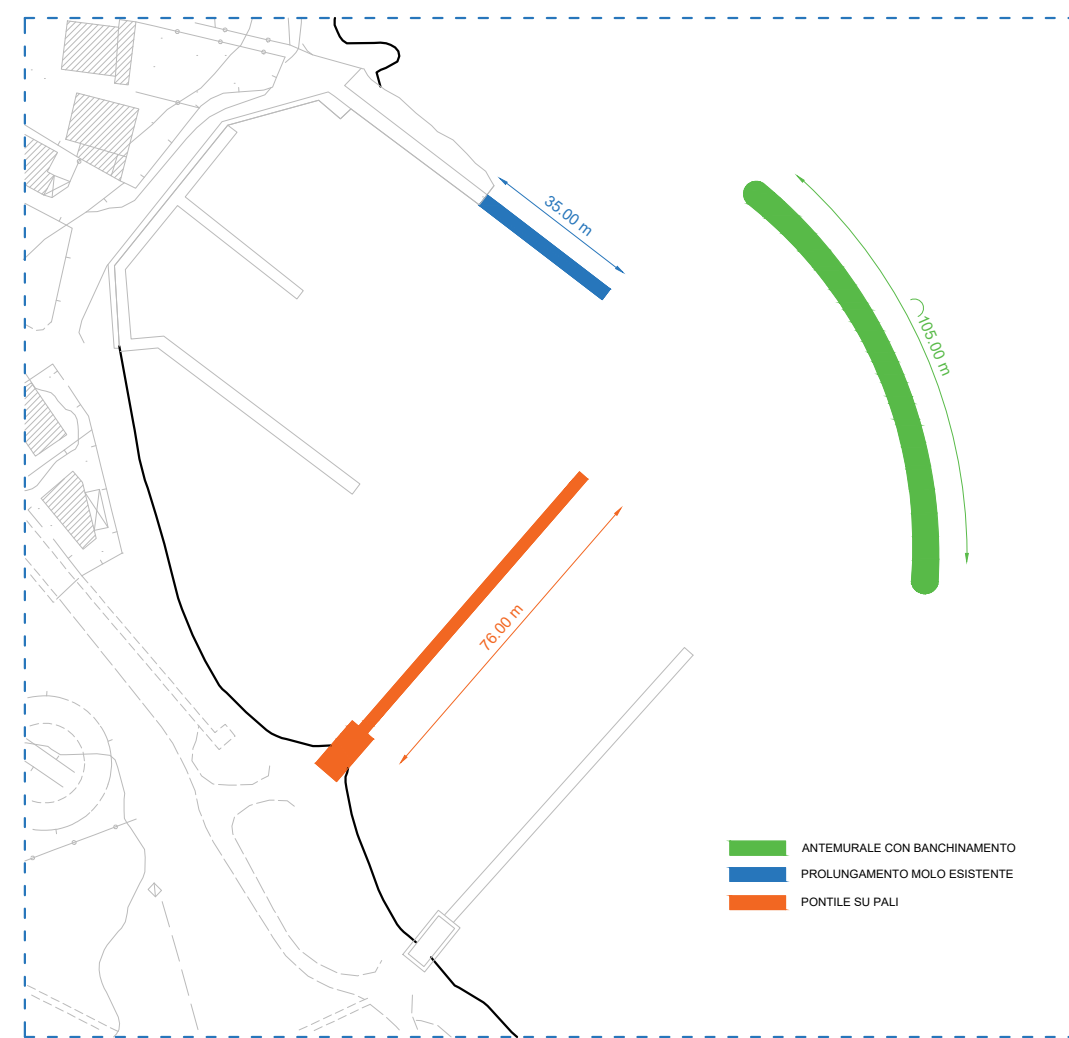 35.00 m
105.00 m
76.00 m
ANTEMURALE CON BANCHINAMENTO
PROLUNGAMENTO MOLO ESISTENTE
PONTILE SU PALI